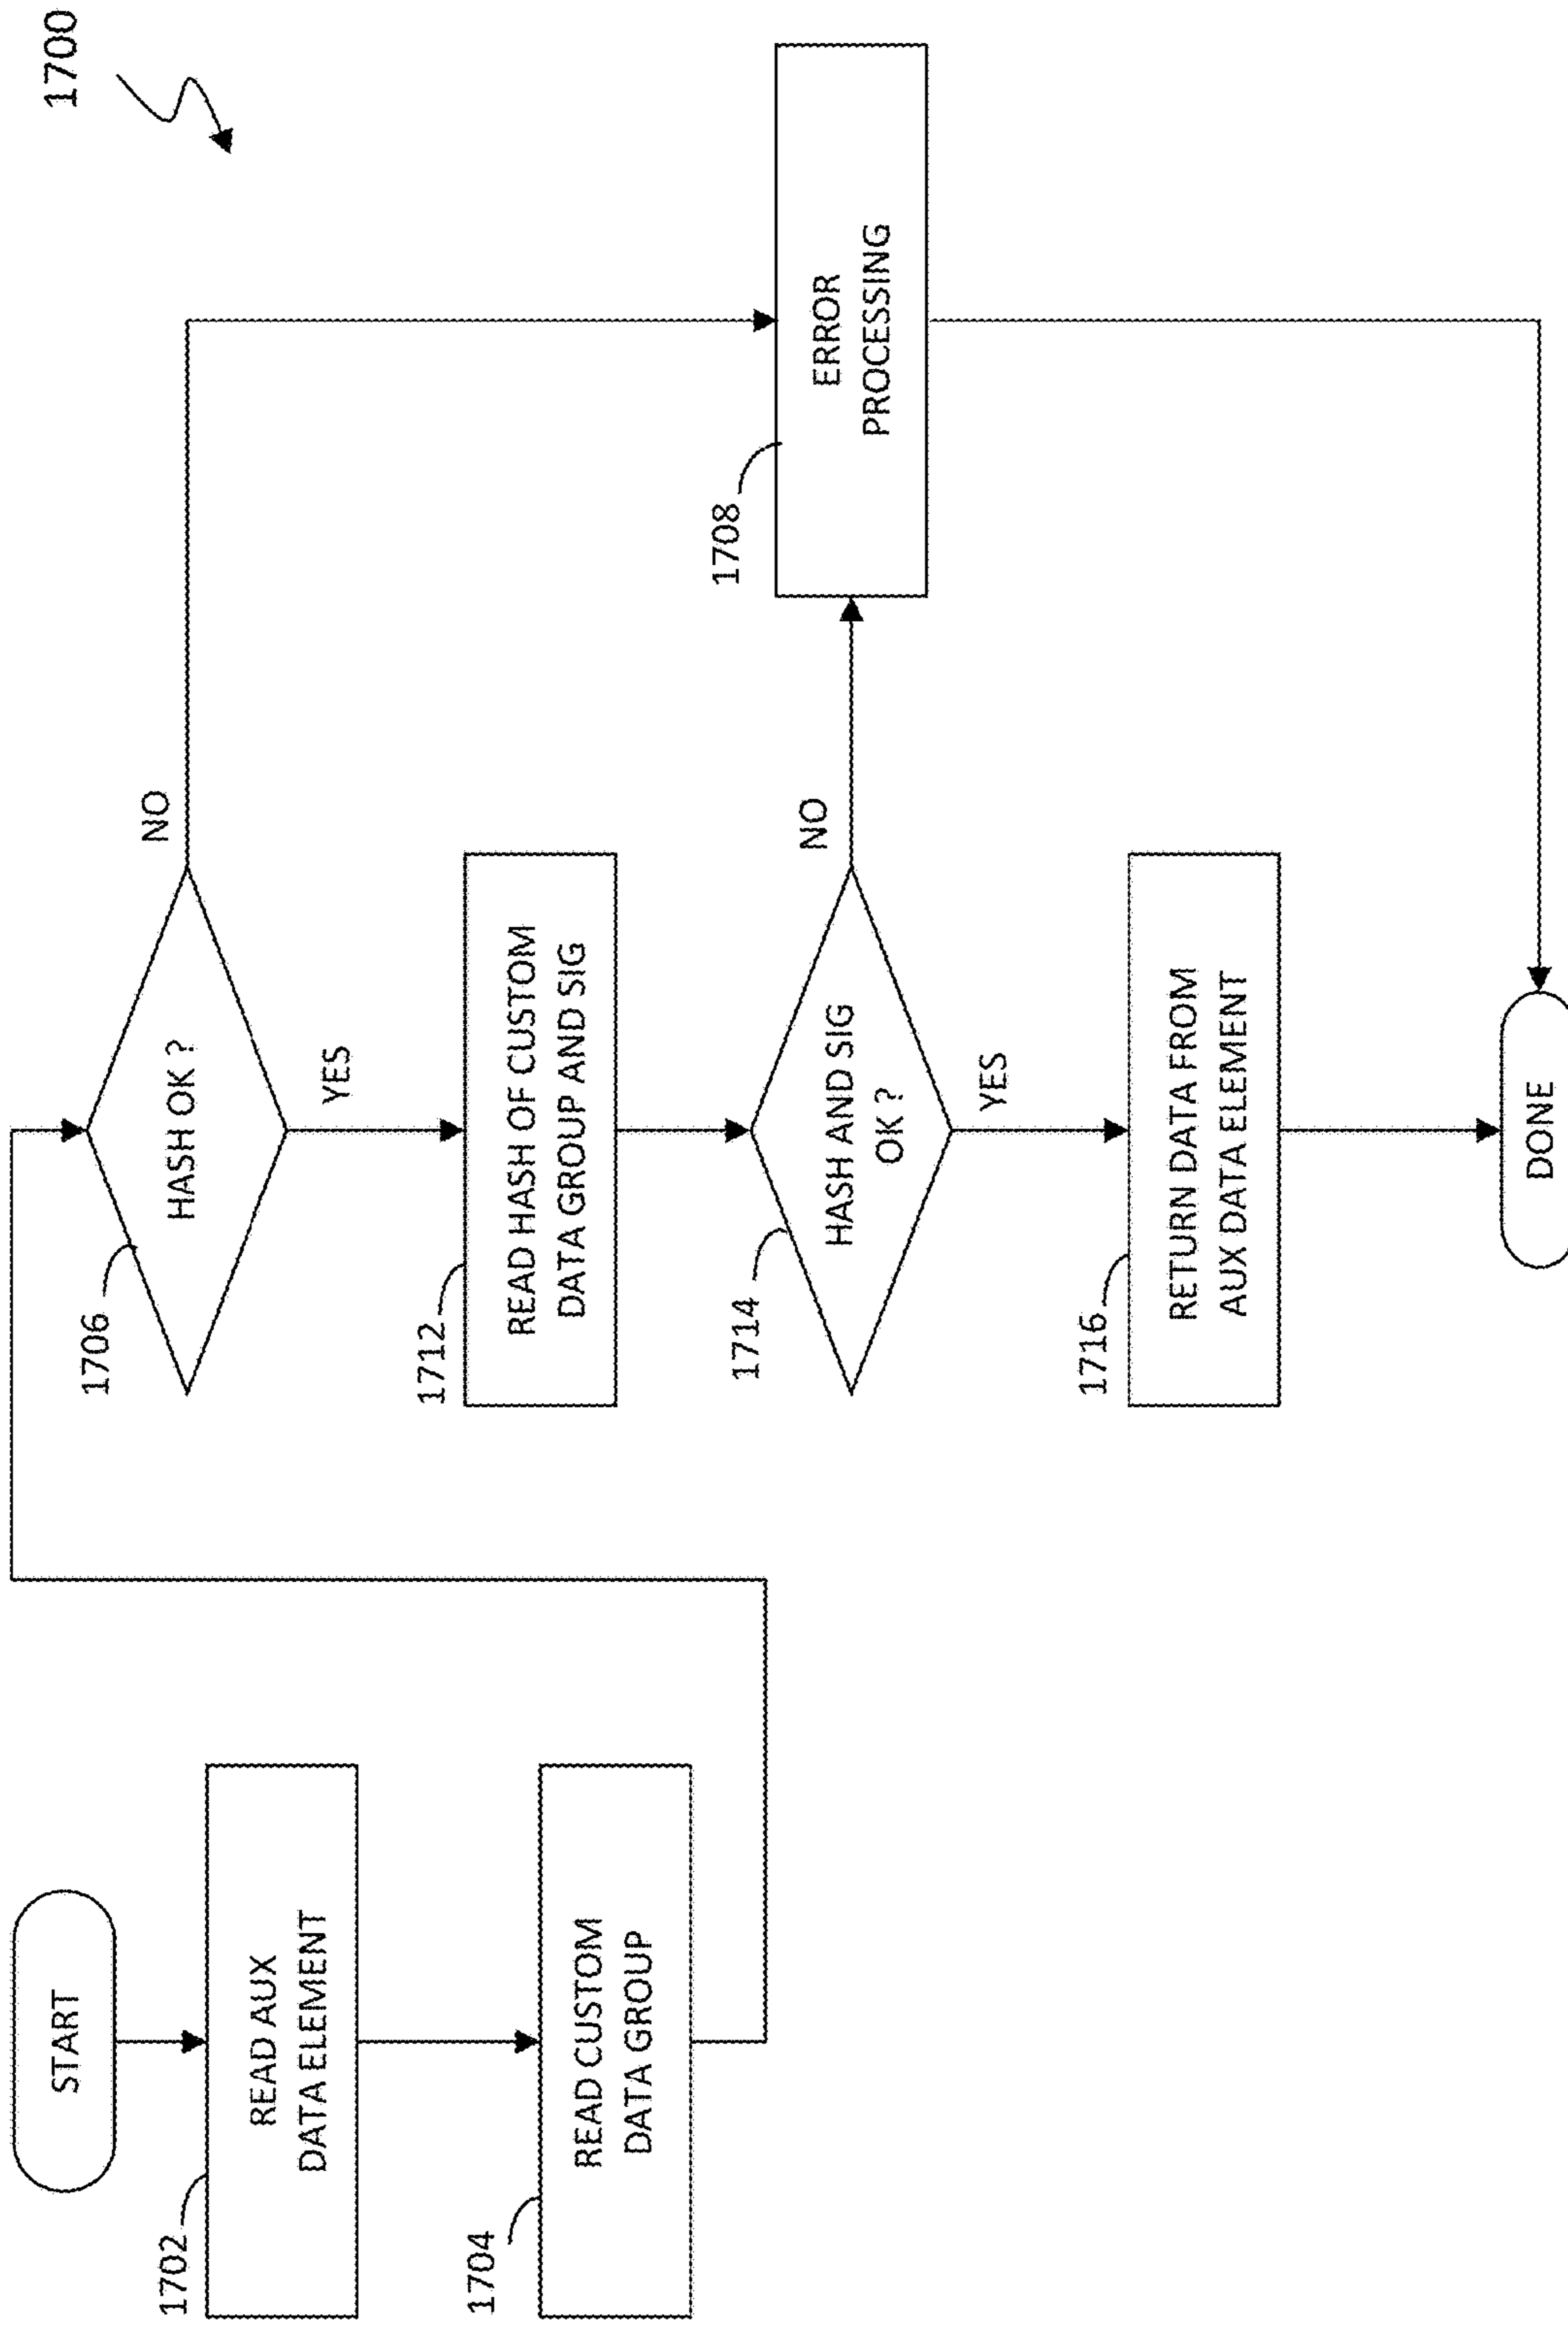 1700
START
1702
READ AUX
DATA ELEMENT
1704
READ CUSTOM
DATA GROUP
1706
HASH OK ?
NO
YES
1712
READ HASH OF CUSTOM
DATA GROUP AND SIG
1714
HASH AND SIG
OK ?
NO
1708
ERROR
PROCESSING
YES
1716
RETURN DATA FROM
AUX DATA ELEMENT
DONE